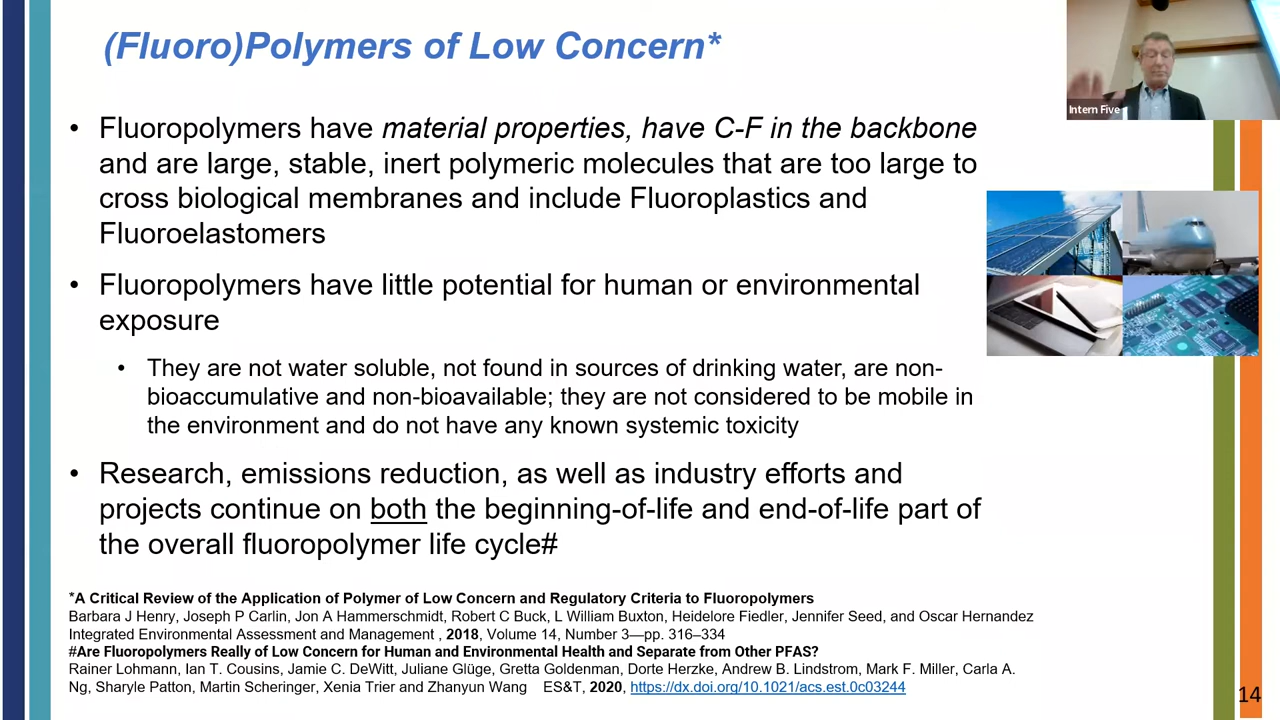 (Fluoro)Polymers of Low Concern*
Intern Five
• Fluoropolymers have material properties, have C-F in the backbone
and are large, stable, inert polymeric molecules that are too large to
cross biological membranes and include Fluoroplastics and
Fluoroelastomers
• Fluoropolymers have little potential for human or environmental
exposure
• They are not water soluble, not found in sources of drinking water, are non-
bioaccumulative and non-bioavailable; they are not considered to be mobile in
the environment and do not have any known systemic toxicity
• Research, emissions reduction, as well as industry efforts and
projects continue on both the beginning-of-life and end-of-life part of
the overall fluoropolymer life cycle#
*A Critical Review of the Application of Polymer of Low Concern and Regulatory Criteria to Fluoropolymers
Barbara J Henry, Joseph P Carlin, Jon A Hammerschmidt, Robert C Buck, L William Buxton, Heidelore Fiedler, Jennifer Seed, and Oscar Hernandez
Integrated Environmental Assessment and Management , 2018, Volume 14, Number 3—pp. 316–334
#Are Fluoropolymers Really of Low Concern for Human and Environmental Health and Separate from Other PFAS?
Rainer Lohmann, Ian T. Cousins, Jamie C. DeWitt, Juliane Glüge, Gretta Goldenman, Dorte Herzke, Andrew B. Lindstrom, Mark F. Miller, Carla A.
Ng, Sharyle Patton, Martin Scheringer, Xenia Trier and Zhanyun Wang ES&T, 2020, https://dx.doi.org/10.1021/acs.est.0c03244
14